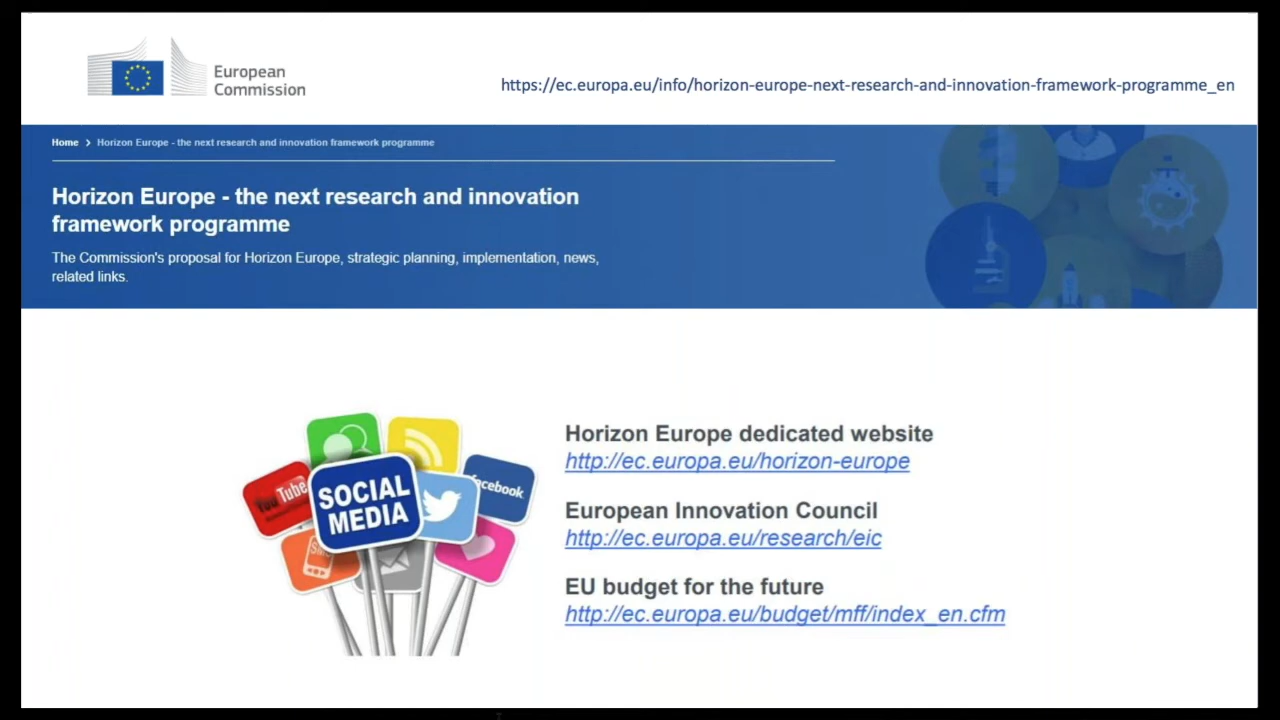 European
Commission
https://ec.europa.eu/info/horizon-europe-next-research-and-innovation-framework-programme_en
Home > Horizon Europe - the next research and innovation framework programme
Horizon Europe - the next research and innovation
framework programme
The Commission's proposal for Horizon Europe, strategic planning, implementation, news,
related links.
YouTube
SOCIAL
MEDIA
facebook
SMS
Horizon Europe dedicated website
http://ec.europa.eu/horizon-europe
European Innovation Council
http://ec.europa.eu/research/eic
EU budget for the future
http://ec.europa.eu/budget/mff/index_en.cfm